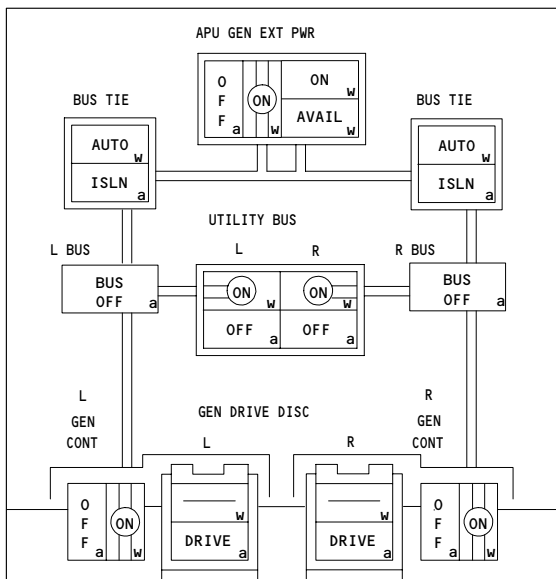 APU GEN EXT PWR
O
F
F
a
ON
w
ON
w
AVAIL
w
BUS TIE
AUTO
w
ISLN
a
BUS TIE
AUTO
w
ISLN
a
UTILITY BUS
L R
L BUS
BUS
OFF
a
ON
w
ON
w
OFF
a
OFF
a
R BUS
BUS
OFF
a
L
GEN
CONT
GEN DRIVE DISC
L R
R
GEN
CONT
O
F
F
a
ON
w
w
DRIVE
a
w
DRIVE
a
O
F
F
a
ON
w